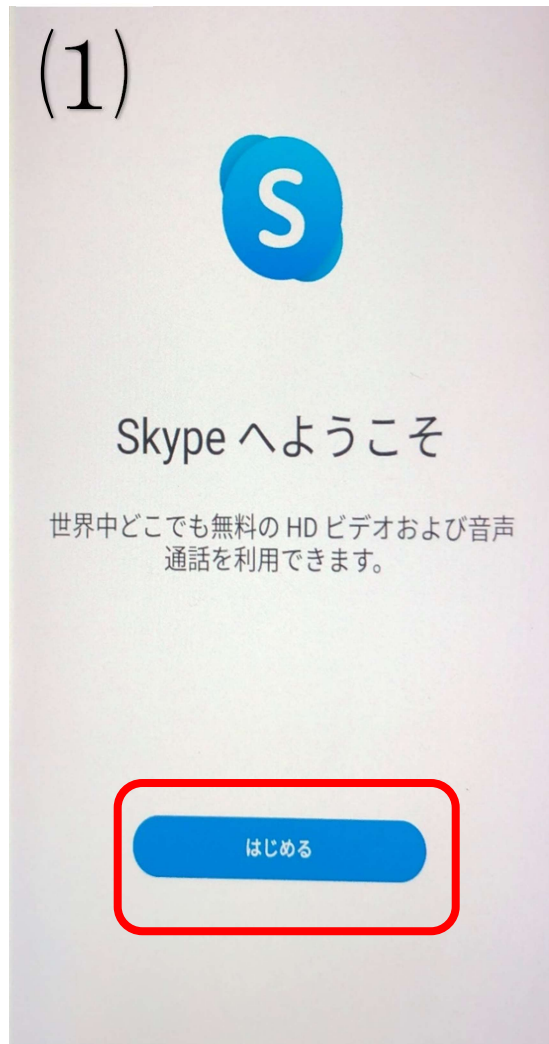 (1)
S
Skype へようこそ
世界中どこでも無料の HD ビデオおよび音声
通話を利用できます。
はじめる